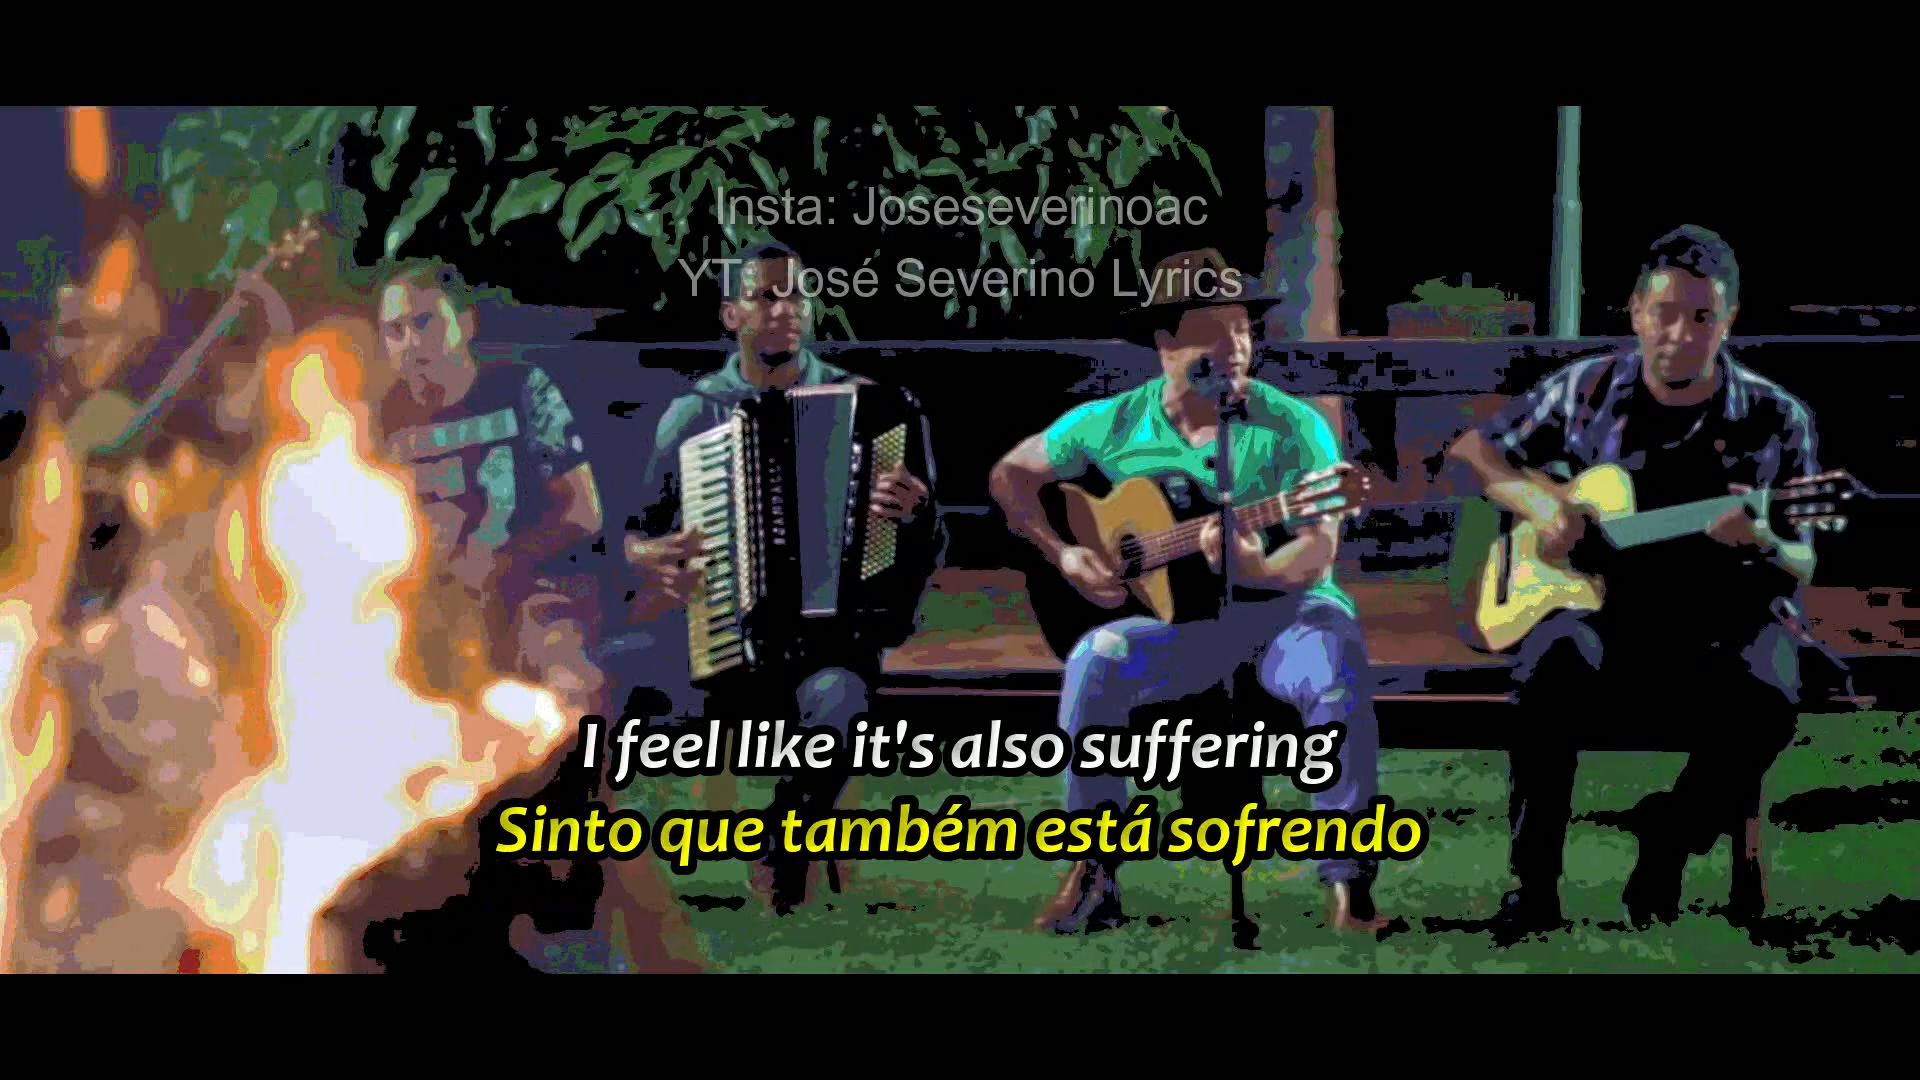 Insta: Joseseverinoac
YT: José Severino Lyrics
I feel like it's also suffering
Sinto que também está sofrendo